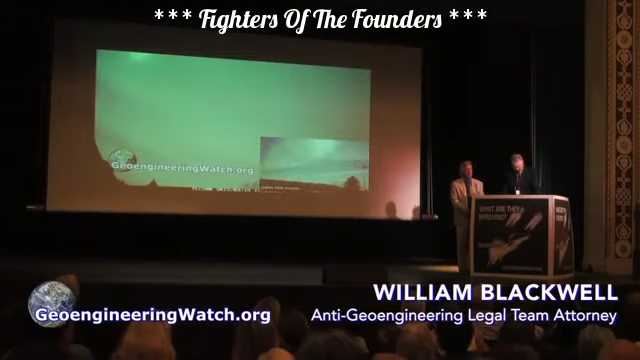 *** Fighters Of The Founders ***
GeoengineeringWatch.org
WHAT ARE THEY
SPRAYING?
WILLIAM BLACKWELL
GeoengineeringWatch.org
Anti-Geoengineering Legal Team Attorney